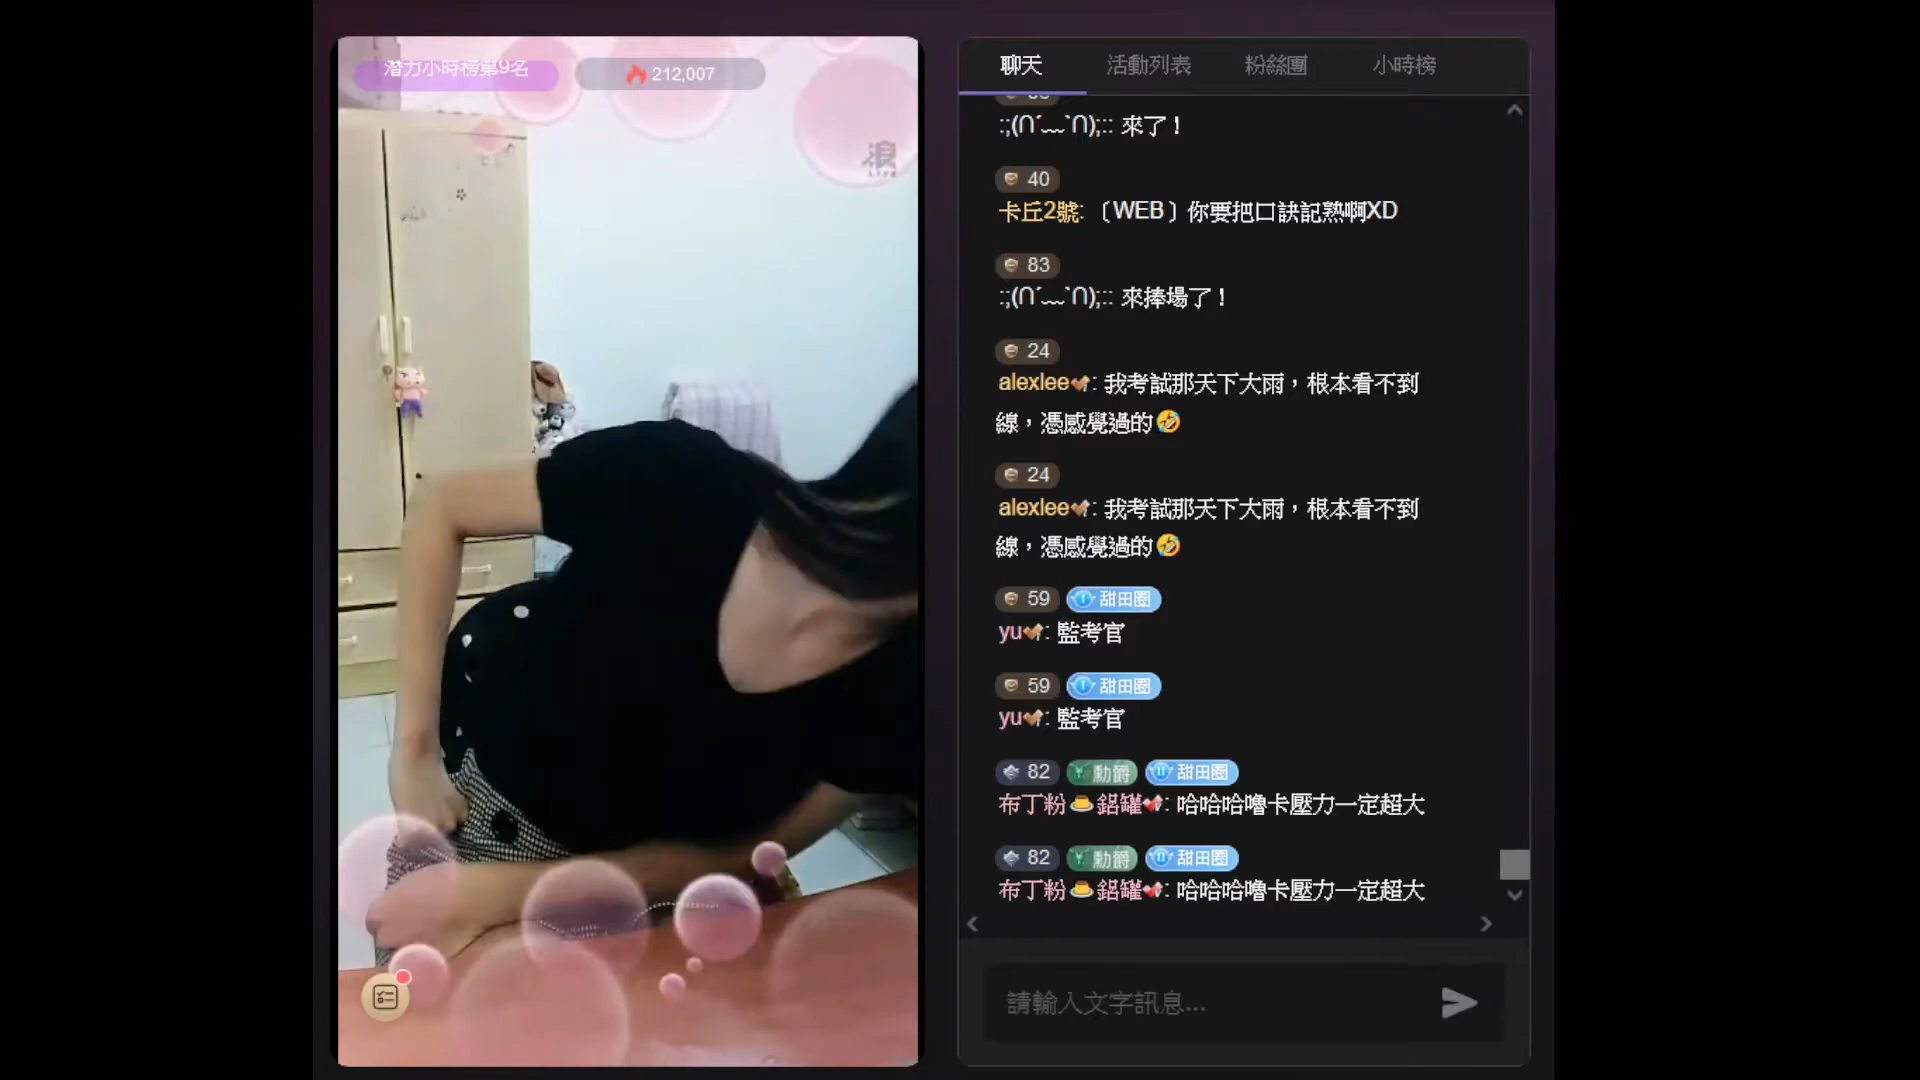 潛力小時榜第9名
212,007
浪
LIVE
聊天
活動列表
粉絲團
小時榜
:;(∩´﹏`∩);:: 來了！
40
卡丘2號: 〔WEB〕你要把口訣記熟啊XD
83
:;(∩´﹏`∩);:: 來捧場了！
24
alexlee: 我考試那天下大雨，根本看不到
線，憑感覺過的🤣
24
alexlee: 我考試那天下大雨，根本看不到
線，憑感覺過的🤣
59 甜田圈
yu: 監考官
59 甜田圈
yu: 監考官
82 勳爵 甜田圈
布丁粉🍮鋁罐: 哈哈哈嚕卡壓力一定超大
82 勳爵 甜田圈
布丁粉🍮鋁罐: 哈哈哈嚕卡壓力一定超大
請輸入文字訊息...